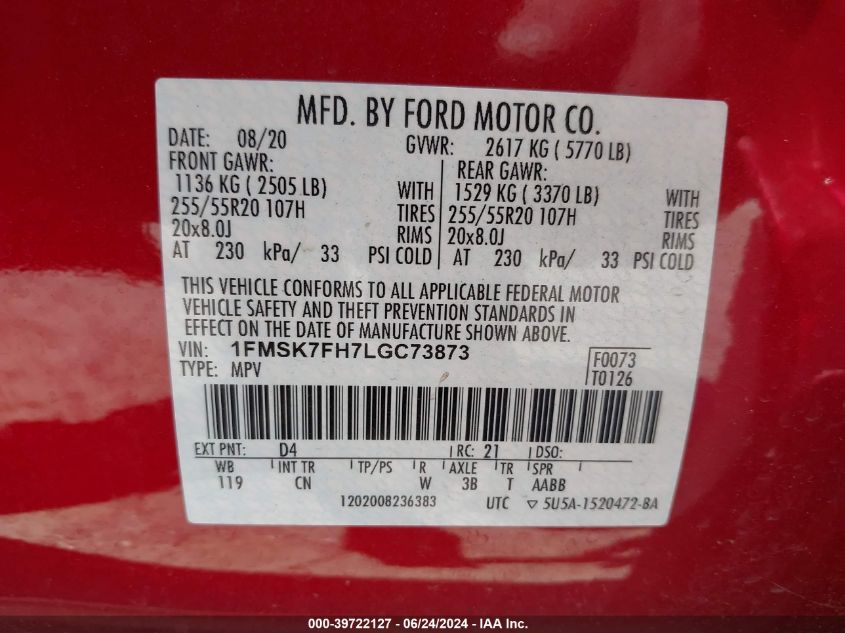 MFD. BY FORD MOTOR CO.
DATE: 08/20 GVWR: 2617 KG ( 5770 LB)
FRONT GAWR: REAR GAWR:
1136 KG ( 2505 LB) WITH 1529 KG ( 3370 LB) WITH
255/55R20 107H TIRES 255/55R20 107H TIRES
20x8.0J RIMS 20x8.0J RIMS
AT 230 kPa/ 33 PSI COLD AT 230 kPa/ 33 PSI COLD
THIS VEHICLE CONFORMS TO ALL APPLICABLE FEDERAL MOTOR
VEHICLE SAFETY AND THEFT PREVENTION STANDARDS IN
EFFECT ON THE DATE OF MANUFACTURE SHOWN ABOVE.
VIN: 1FMSK7FH7LGC73873 F0073
TYPE: MPV T0126
EXT PNT: D4 RC: 21 DSO:
WB INT TR TP/PS R AXLE TR SPR
119 CN W 3B T AABB
1202008236383 UTC ▽ 5U5A-1520472-BA
000-39722127 - 06/24/2024 - IAA Inc.